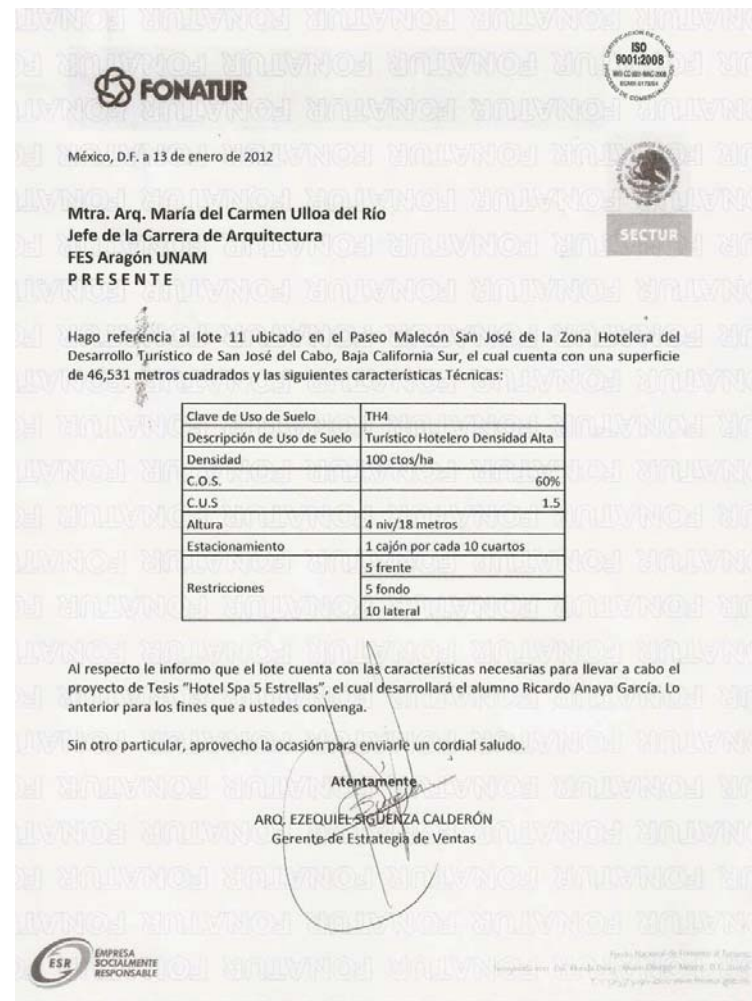 FONATUR
ISO
9001:2008
México, D.F. a 13 de enero de 2012
SECTUR
Mtra. Arq. María del Carmen Ulloa del Río
Jefe de la Carrera de Arquitectura
FES Aragón UNAM
P R E S E N T E
Hago referencia al lote 11 ubicado en el Paseo Malecón San José de la Zona Hotelera del
Desarrollo Turístico de San José del Cabo, Baja California Sur, el cual cuenta con una superficie
de 46,531 metros cuadrados y las siguientes características Técnicas:
Clave de Uso de Suelo TH4
Descripción de Uso de Suelo Turístico Hotelero Densidad Alta
Densidad 100 ctos/ha
C.O.S. 60%
C.U.S 1.5
Altura 4 niv/18 metros
Estacionamiento 1 cajón por cada 10 cuartos
Restricciones
5 frente
5 fondo
10 lateral
Al respecto le informo que el lote cuenta con las características necesarias para llevar a cabo el
proyecto de Tesis "Hotel Spa 5 Estrellas", el cual desarrollará el alumno Ricardo Anaya García. Lo
anterior para los fines que a ustedes convenga.
Sin otro particular, aprovecho la ocasión para enviarle un cordial saludo.
Atentamente
ARQ. EZEQUIEL SIGÜENZA CALDERÓN
Gerente de Estrategia de Ventas
ESR
EMPRESA
SOCIALMENTE
RESPONSABLE